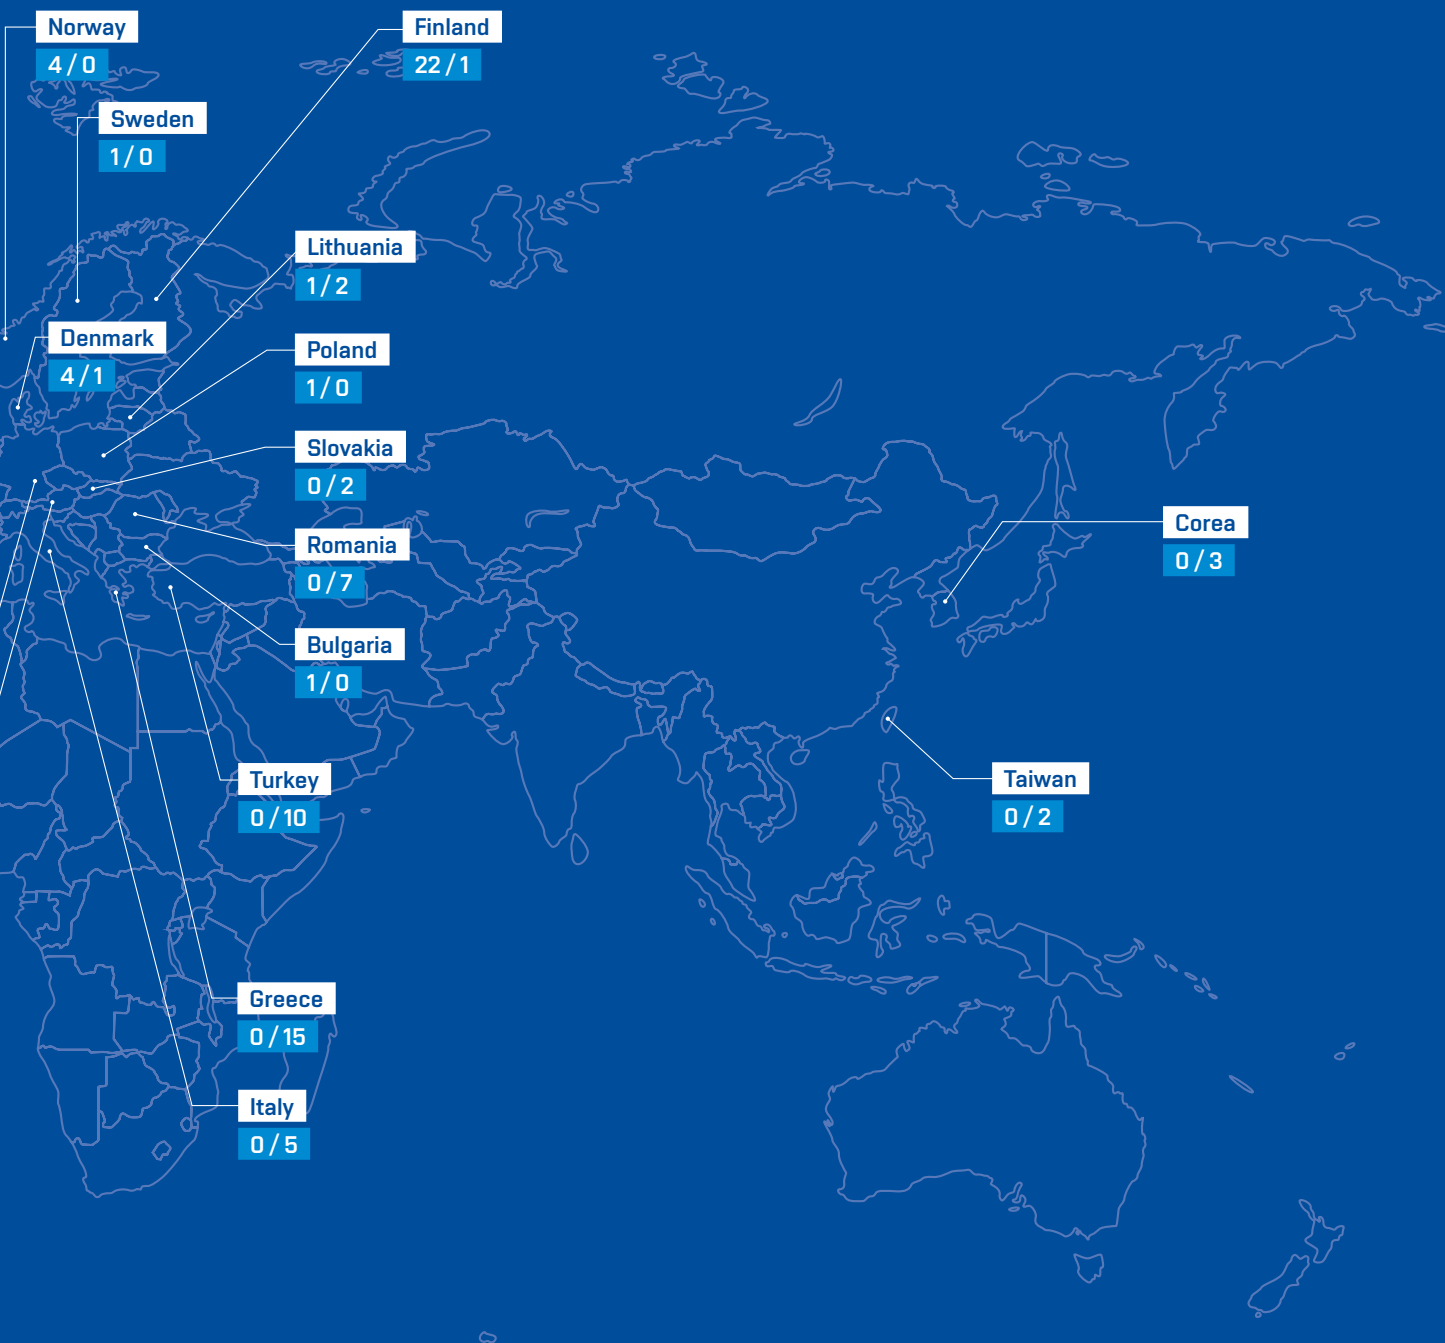 Norway
4 / 0
Finland
22 / 1
Sweden
1 / 0
Lithuania
1 / 2
Denmark
4 / 1
Poland
1 / 0
Slovakia
0 / 2
Romania
0 / 7
Corea
0 / 3
Bulgaria
1 / 0
Turkey
0 / 10
Taiwan
0 / 2
Greece
0 / 15
Italy
0 / 5